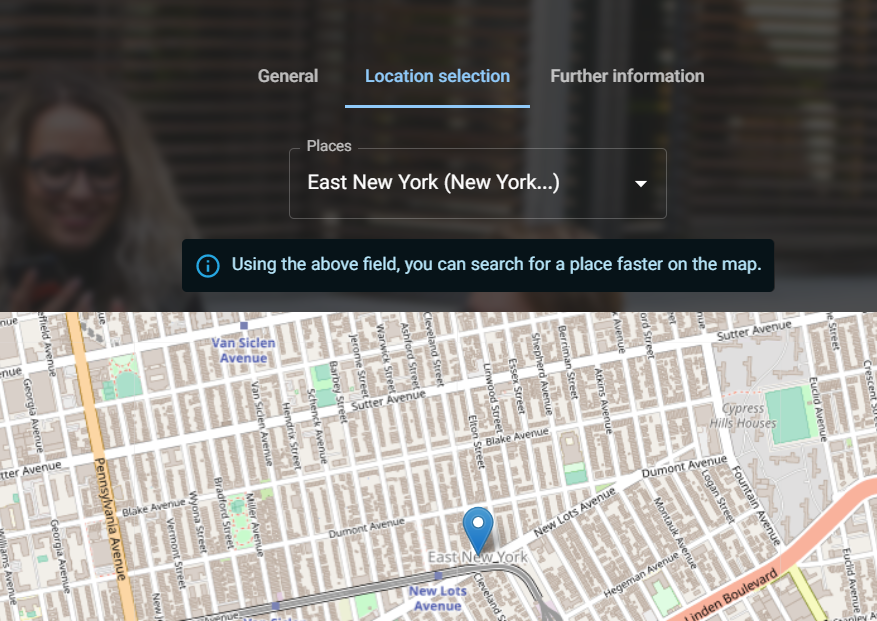 General
Location selection
Further information
Places
East New York (New York...)
Using the above field, you can search for a place faster on the map.
Van Siclen
Avenue
Sutter Avenue
Georgia Avenue
Pennsylvania Avenue
Van Siclen Avenue
Hendrix Street
Schenck Avenue
Barbey Street
Jerome Street
Warwick Street
Ashford Street
Cleveland Street
Sutter Avenue
Elton Street
Linwood Street
Essex Street
Shepherd Avenue
Berriman Street
Atkins Avenue
Euclid Avenue
Cypress
Hills Houses
Blake Avenue
Dumont Avenue
Fountain Avenue
Logan Street
Montauk Avenue
New Lots Avenue
Blake Avenue
Wyona Street
Bradford Street
Miller Avenue
Vermont Street
Georgia Avenue
Dumont Avenue
East New York
New Lots
Avenue
Hegeman Avenue
Linden Boulevard